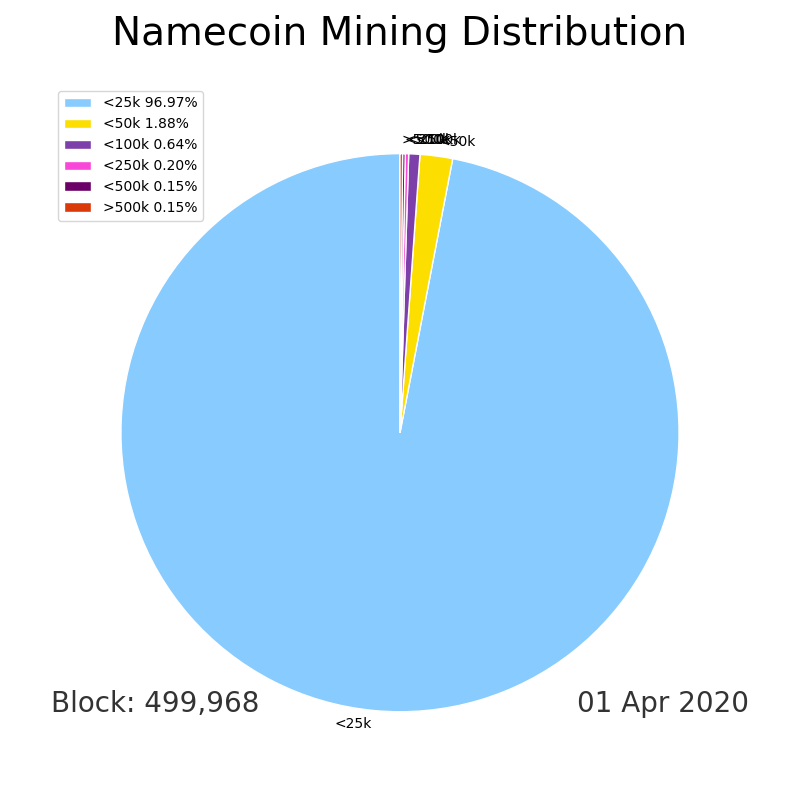 Namecoin Mining Distribution
<25k 96.97%
<50k 1.88%
<100k 0.64%
<250k 0.20%
<500k 0.15%
>500k 0.15%
<25k
Block: 499,968
01 Apr 2020